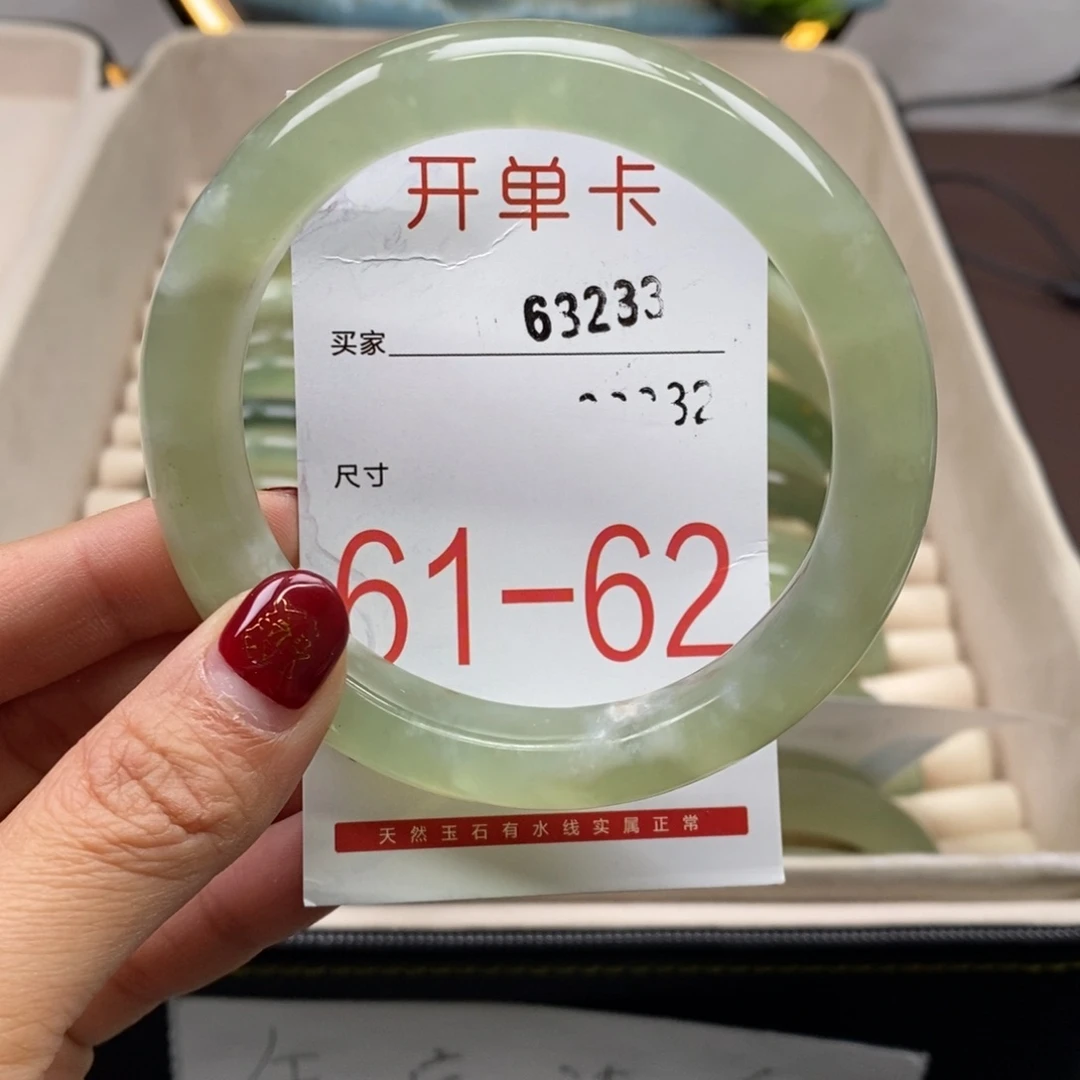 开单卡
63233
买家
32
尺寸
61-62
天然玉石有水线实属正常